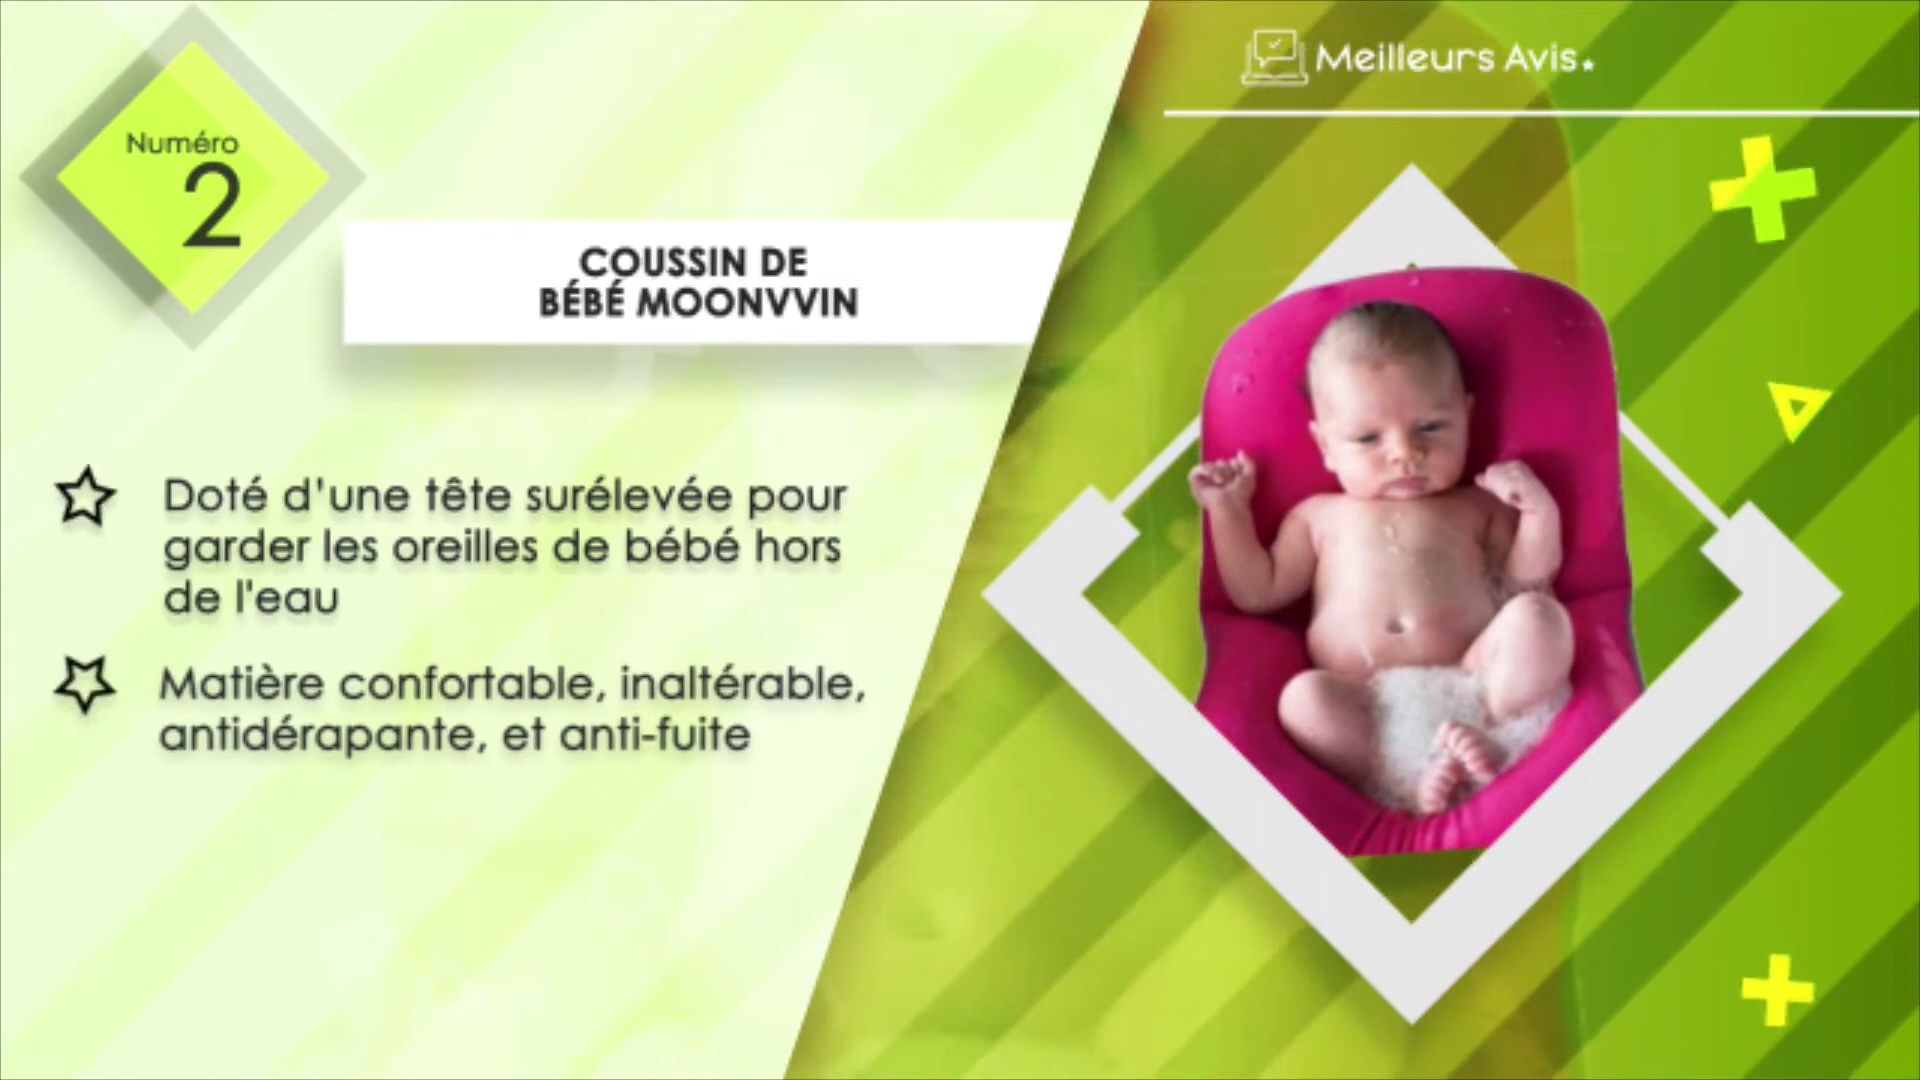 Numéro
2
Meilleurs Avis.
COUSSIN DE
BÉBÉ MOONVVIN
Doté d’une tête surélevée pour
garder les oreilles de bébé hors
de l'eau
Matière confortable, inaltérable,
antidérapante, et anti-fuite